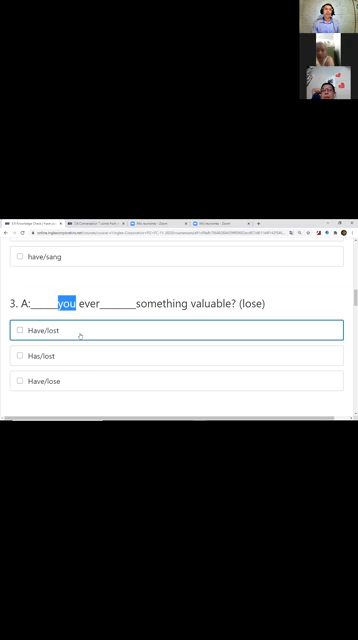 have/sang
3. A:_____you ever_______something valuable? (lose)
Have/lost
Has/lost
Have/lose